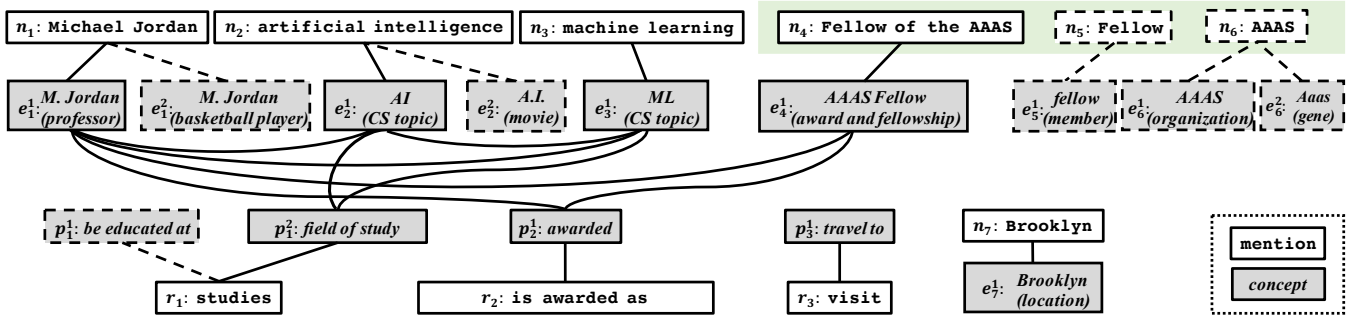 n₁: Michael Jordan
n₂: artificial intelligence
n₃: machine learning
n₄: Fellow of the AAAS
n₅: Fellow
n₆: AAAS
e₁¹: M. Jordan
(professor)
e₁²: M. Jordan
(basketball player)
e₂¹: AI
(CS topic)
e₂²: A.I.
(movie)
e₃¹: ML
(CS topic)
e₄¹: AAAS Fellow
(award and fellowship)
e₅¹: fellow
(member)
e₆¹: AAAS
(organization)
e₆²: Aaas
(gene)
p₁¹: be educated at
p₁²: field of study
p₂¹: awarded
p₃¹: travel to
n₇: Brooklyn
mention
e₇¹: Brooklyn
(location)
concept
r₁: studies
r₂: is awarded as
r₃: visit